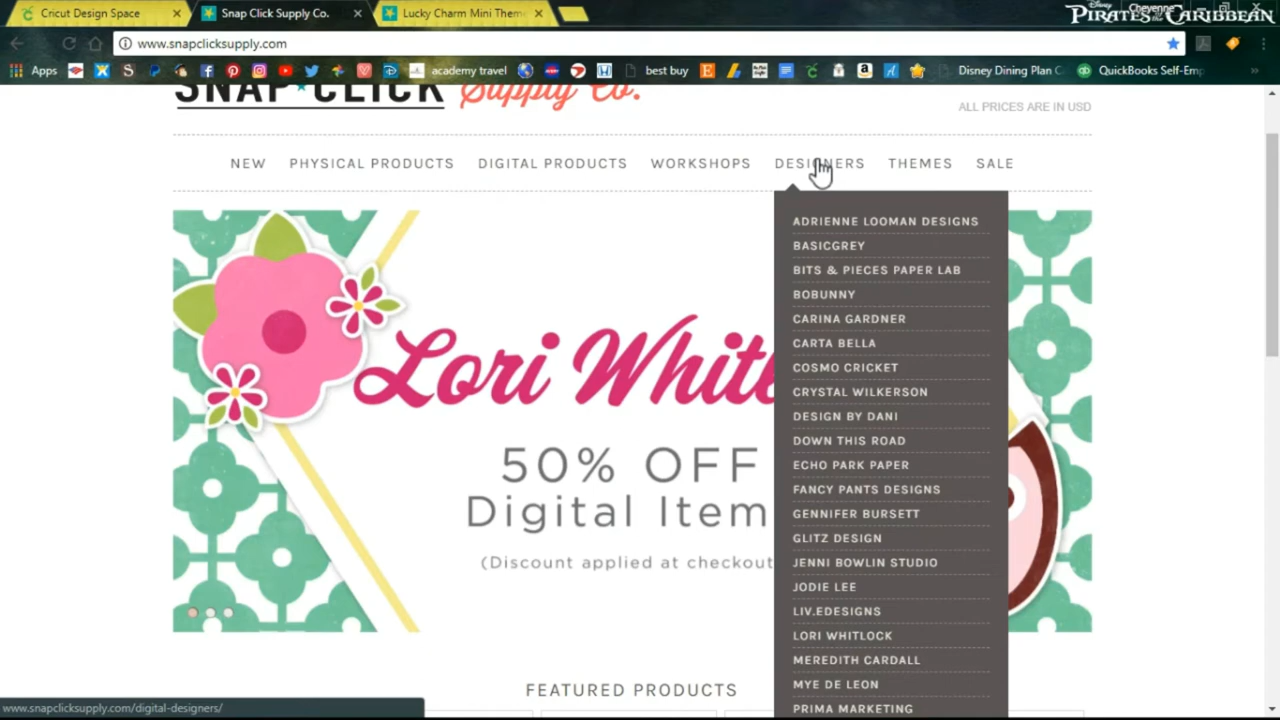 Cricut Design Space
Snap Click Supply Co.
Lucky Charm Mini Them
Cheyenne
Disney
PIRATES of the CARIBBEAN
www.snapclicksupply.com
Apps
academy travel
best buy
Disney Dining Plan C
QuickBooks Self-Emp
SNAP CLICK Supply Co.
ALL PRICES ARE IN USD
NEW PHYSICAL PRODUCTS DIGITAL PRODUCTS WORKSHOPS DESIGNERS THEMES SALE
ADRIENNE LOOMAN DESIGNS
BASICGREY
BITS & PIECES PAPER LAB
BOBUNNY
CARINA GARDNER
CARTA BELLA
COSMO CRICKET
CRYSTAL WILKERSON
DESIGN BY DANI
DOWN THIS ROAD
ECHO PARK PAPER
FANCY PANTS DESIGNS
GENNIFER BURSETT
GLITZ DESIGN
JENNI BOWLIN STUDIO
JODIE LEE
LIV.EDESIGNS
LORI WHITLOCK
MEREDITH CARDALL
MYE DE LEON
PRIMA MARKETING
Lori White
50% OFF
Digital Item
(Discount applied at checkout
FEATURED PRODUCTS
www.snapclicksupply.com/digital-designers/